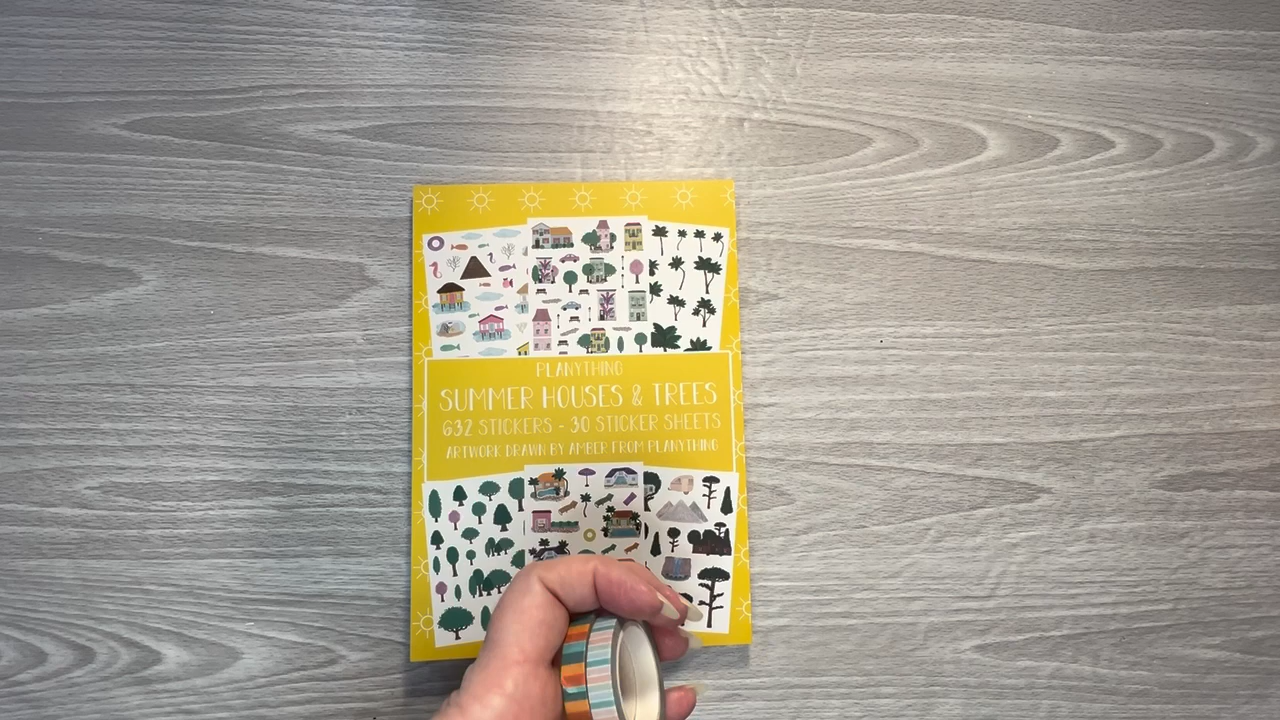 PLANYTHING
SUMMER HOUSES & TREES
632 STICKERS - 30 STICKER SHEETS
ARTWORK DRAWN BY AMBER FROM PLANYTHING